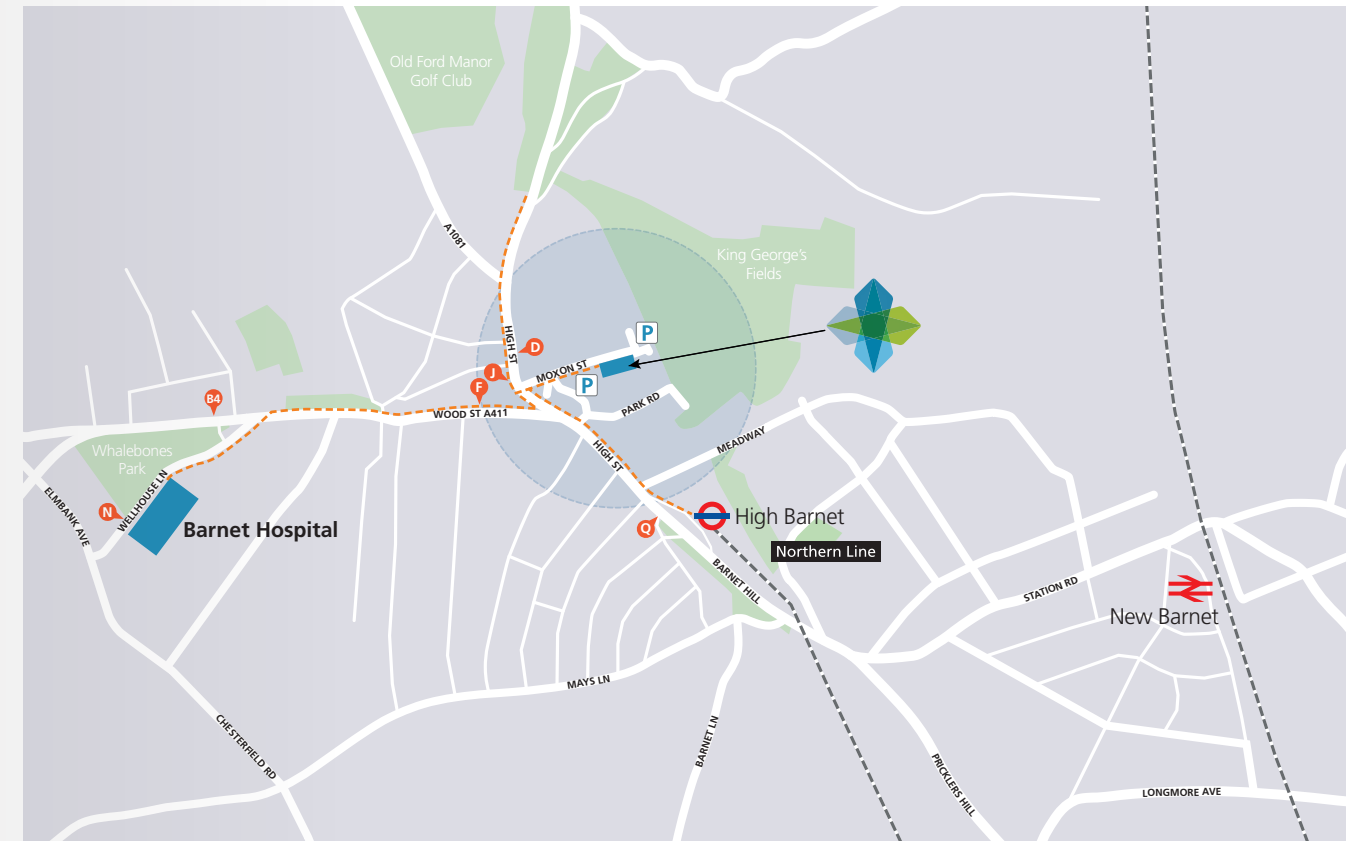 Old Ford Manor
Golf Club
A1081
King George's
Fields
HIGH ST
D
P
J
MOXON ST
F
P
B4
WOOD ST A411
PARK RD
MEADWAY
HIGH ST
Whalebones
Park
WELLHOUSE LN
ELMBANK AVE
N
Barnet Hospital
Q
High Barnet
Northern Line
BARNET HILL
STATION RD
New Barnet
MAYS LN
CHESTERFIELD RD
BARNET LN
PRICKLERS HILL
LONGMORE AVE